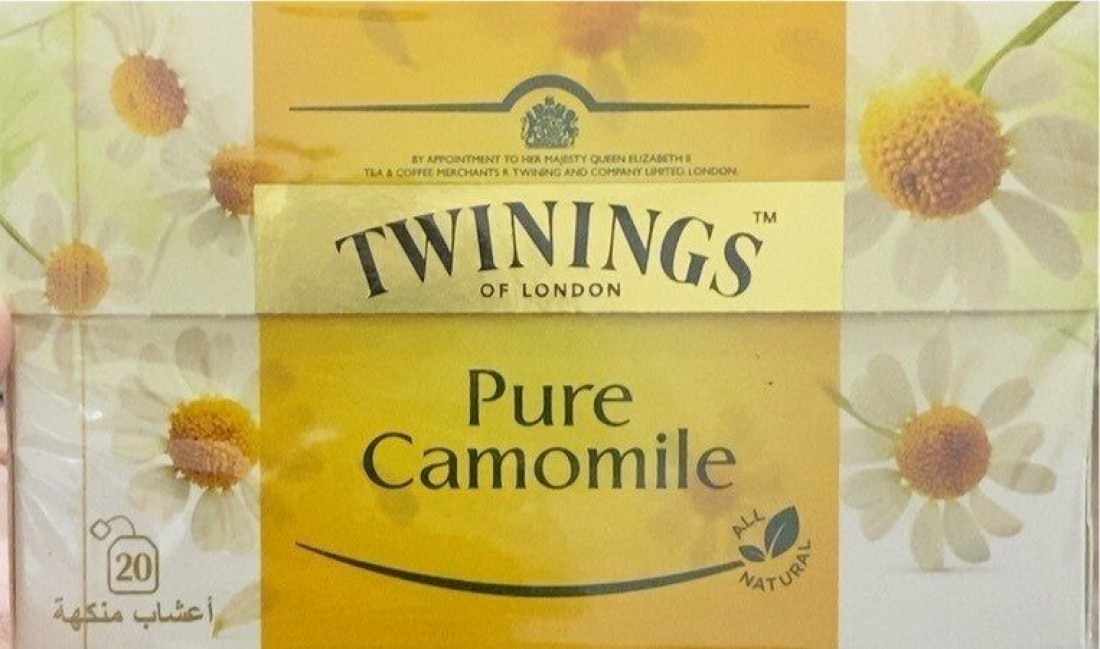 BY APPOINTMENT TO HER MAJESTY QUEEN ELIZABETH II
TEA & COFFEE MERCHANTS R. TWINING AND COMPANY LIMITED. LONDON.
TWININGS™
OF LONDON
Pure
Camomile
ALL
NATURAL
20
أعشاب منكهة